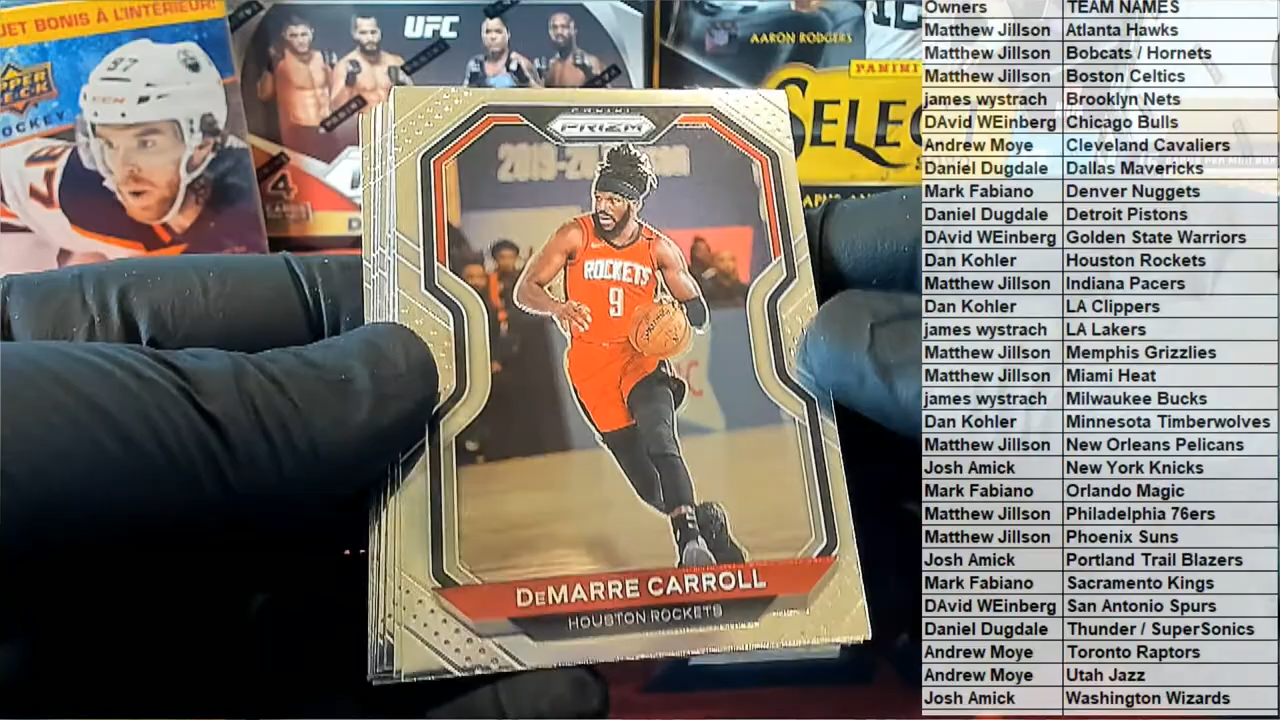 JET BONIS À L'INTÉRIEUR!
97
UPPER DECK
HOCKEY
UFC
PANINI
4
AARON RODGERS
PANINI
SELEC
PANINI
PRIZM
2019-20
ROCKETS
9
DEMARRE CARROLL
HOUSTON ROCKETS
Owners TEAM NAMES
Matthew Jillson Atlanta Hawks
Matthew Jillson Bobcats / Hornets
Matthew Jillson Boston Celtics
james wystrach Brooklyn Nets
DAvid WEinberg Chicago Bulls
Andrew Moye Cleveland Cavaliers
Daniel Dugdale Dallas Mavericks
Mark Fabiano Denver Nuggets
Daniel Dugdale Detroit Pistons
DAvid WEinberg Golden State Warriors
Dan Kohler Houston Rockets
Matthew Jillson Indiana Pacers
Dan Kohler LA Clippers
james wystrach LA Lakers
Matthew Jillson Memphis Grizzlies
Matthew Jillson Miami Heat
james wystrach Milwaukee Bucks
Dan Kohler Minnesota Timberwolves
Matthew Jillson New Orleans Pelicans
Josh Amick New York Knicks
Mark Fabiano Orlando Magic
Matthew Jillson Philadelphia 76ers
Matthew Jillson Phoenix Suns
Josh Amick Portland Trail Blazers
Mark Fabiano Sacramento Kings
DAvid WEinberg San Antonio Spurs
Daniel Dugdale Thunder / SuperSonics
Andrew Moye Toronto Raptors
Andrew Moye Utah Jazz
Josh Amick Washington Wizards